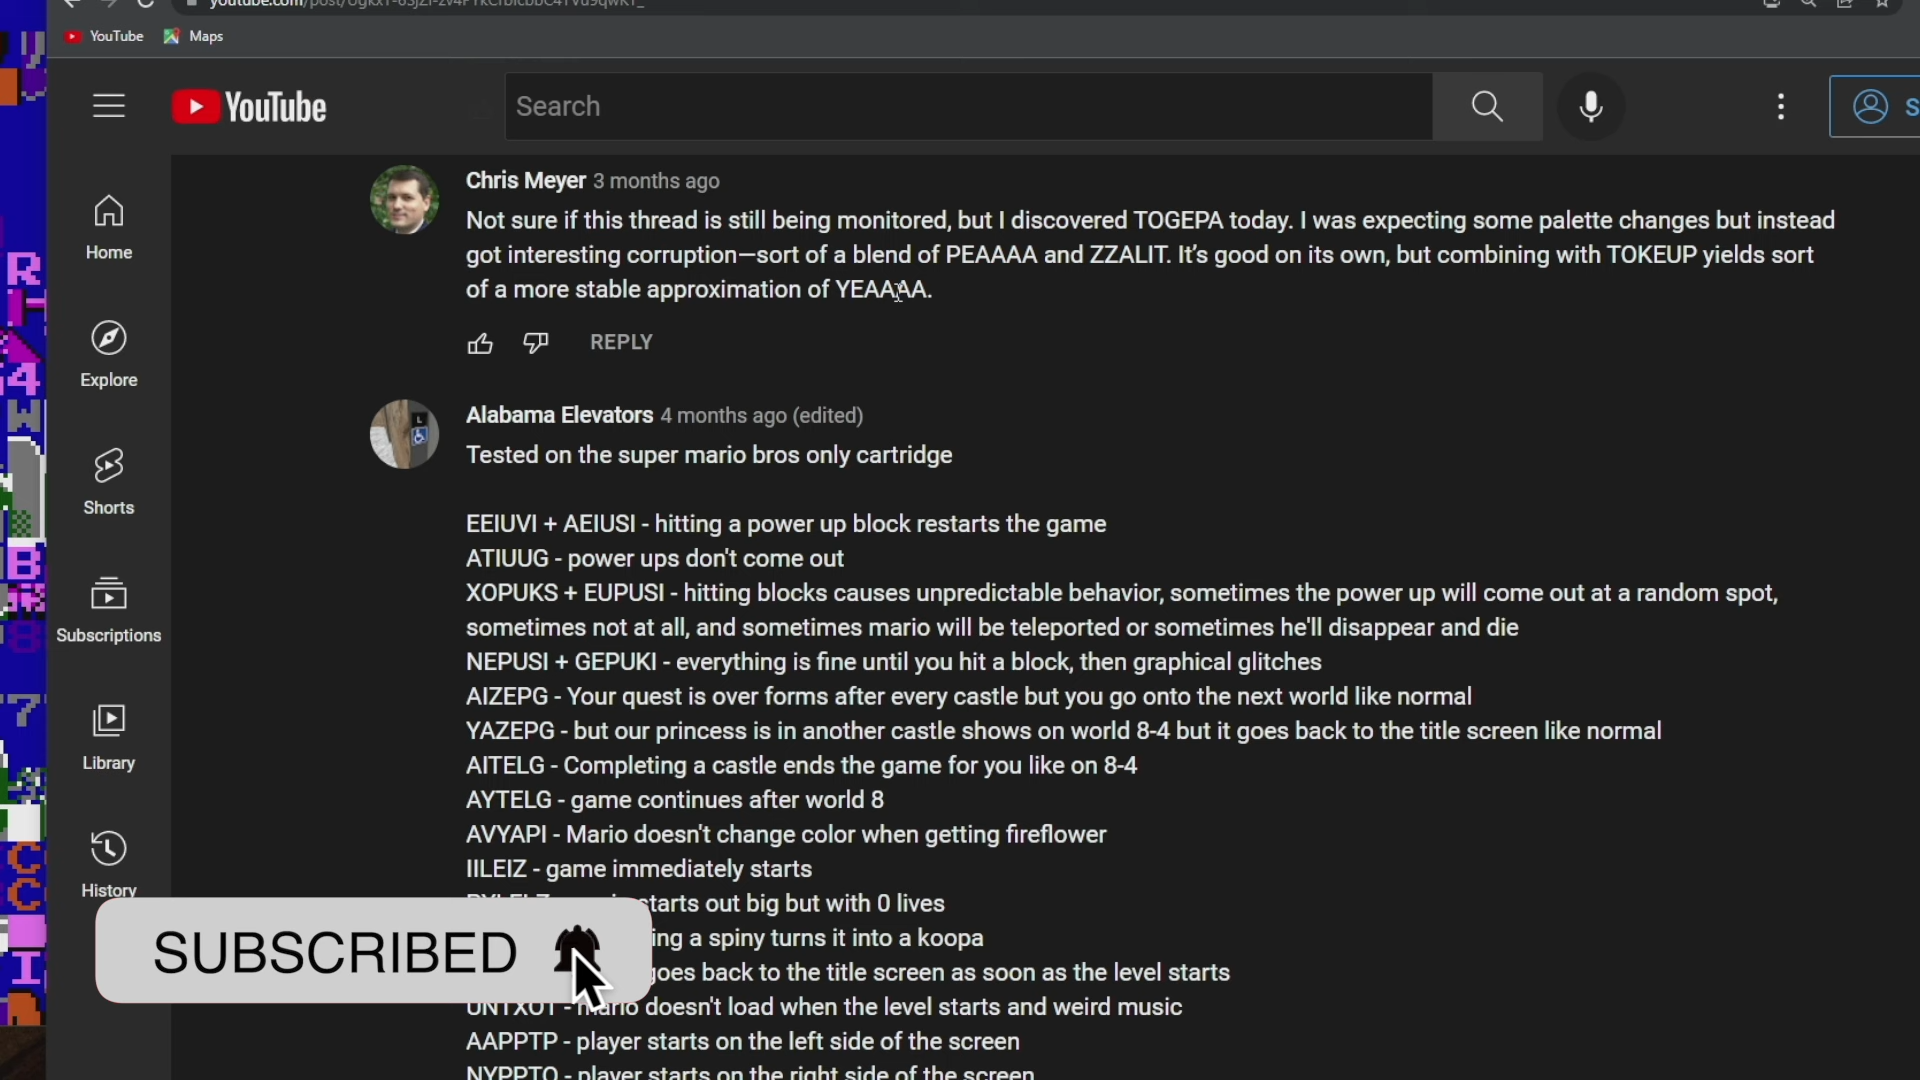 YouTube Maps
YouTube
Search
Home
Explore
Shorts
Subscriptions
Library
History
Chris Meyer 3 months ago
Not sure if this thread is still being monitored, but I discovered TOGEPA today. I was expecting some palette changes but instead
got interesting corruption—sort of a blend of PEAAAA and ZZALIT. It’s good on its own, but combining with TOKEUP yields sort
of a more stable approximation of YEAAAA.
REPLY
Alabama Elevators 4 months ago (edited)
Tested on the super mario bros only cartridge
EEIUVI + AEIUSI - hitting a power up block restarts the game
ATIUUG - power ups don't come out
XOPUKS + EUPUSI - hitting blocks causes unpredictable behavior, sometimes the power up will come out at a random spot,
sometimes not at all, and sometimes mario will be teleported or sometimes he'll disappear and die
NEPUSI + GEPUKI - everything is fine until you hit a block, then graphical glitches
AIZEPG - Your quest is over forms after every castle but you go onto the next world like normal
YAZEPG - but our princess is in another castle shows on world 8-4 but it goes back to the title screen like normal
AITELG - Completing a castle ends the game for you like on 8-4
AYTELG - game continues after world 8
AVYAPI - Mario doesn't change color when getting fireflower
IILEIZ - game immediately starts
starts out big but with 0 lives
a spiny turns it into a koopa
goes back to the title screen as soon as the level starts
mario doesn't load when the level starts and weird music
AAPPTP - player starts on the left side of the screen
NYPPTO - player starts on the right side of the screen
SUBSCRIBED